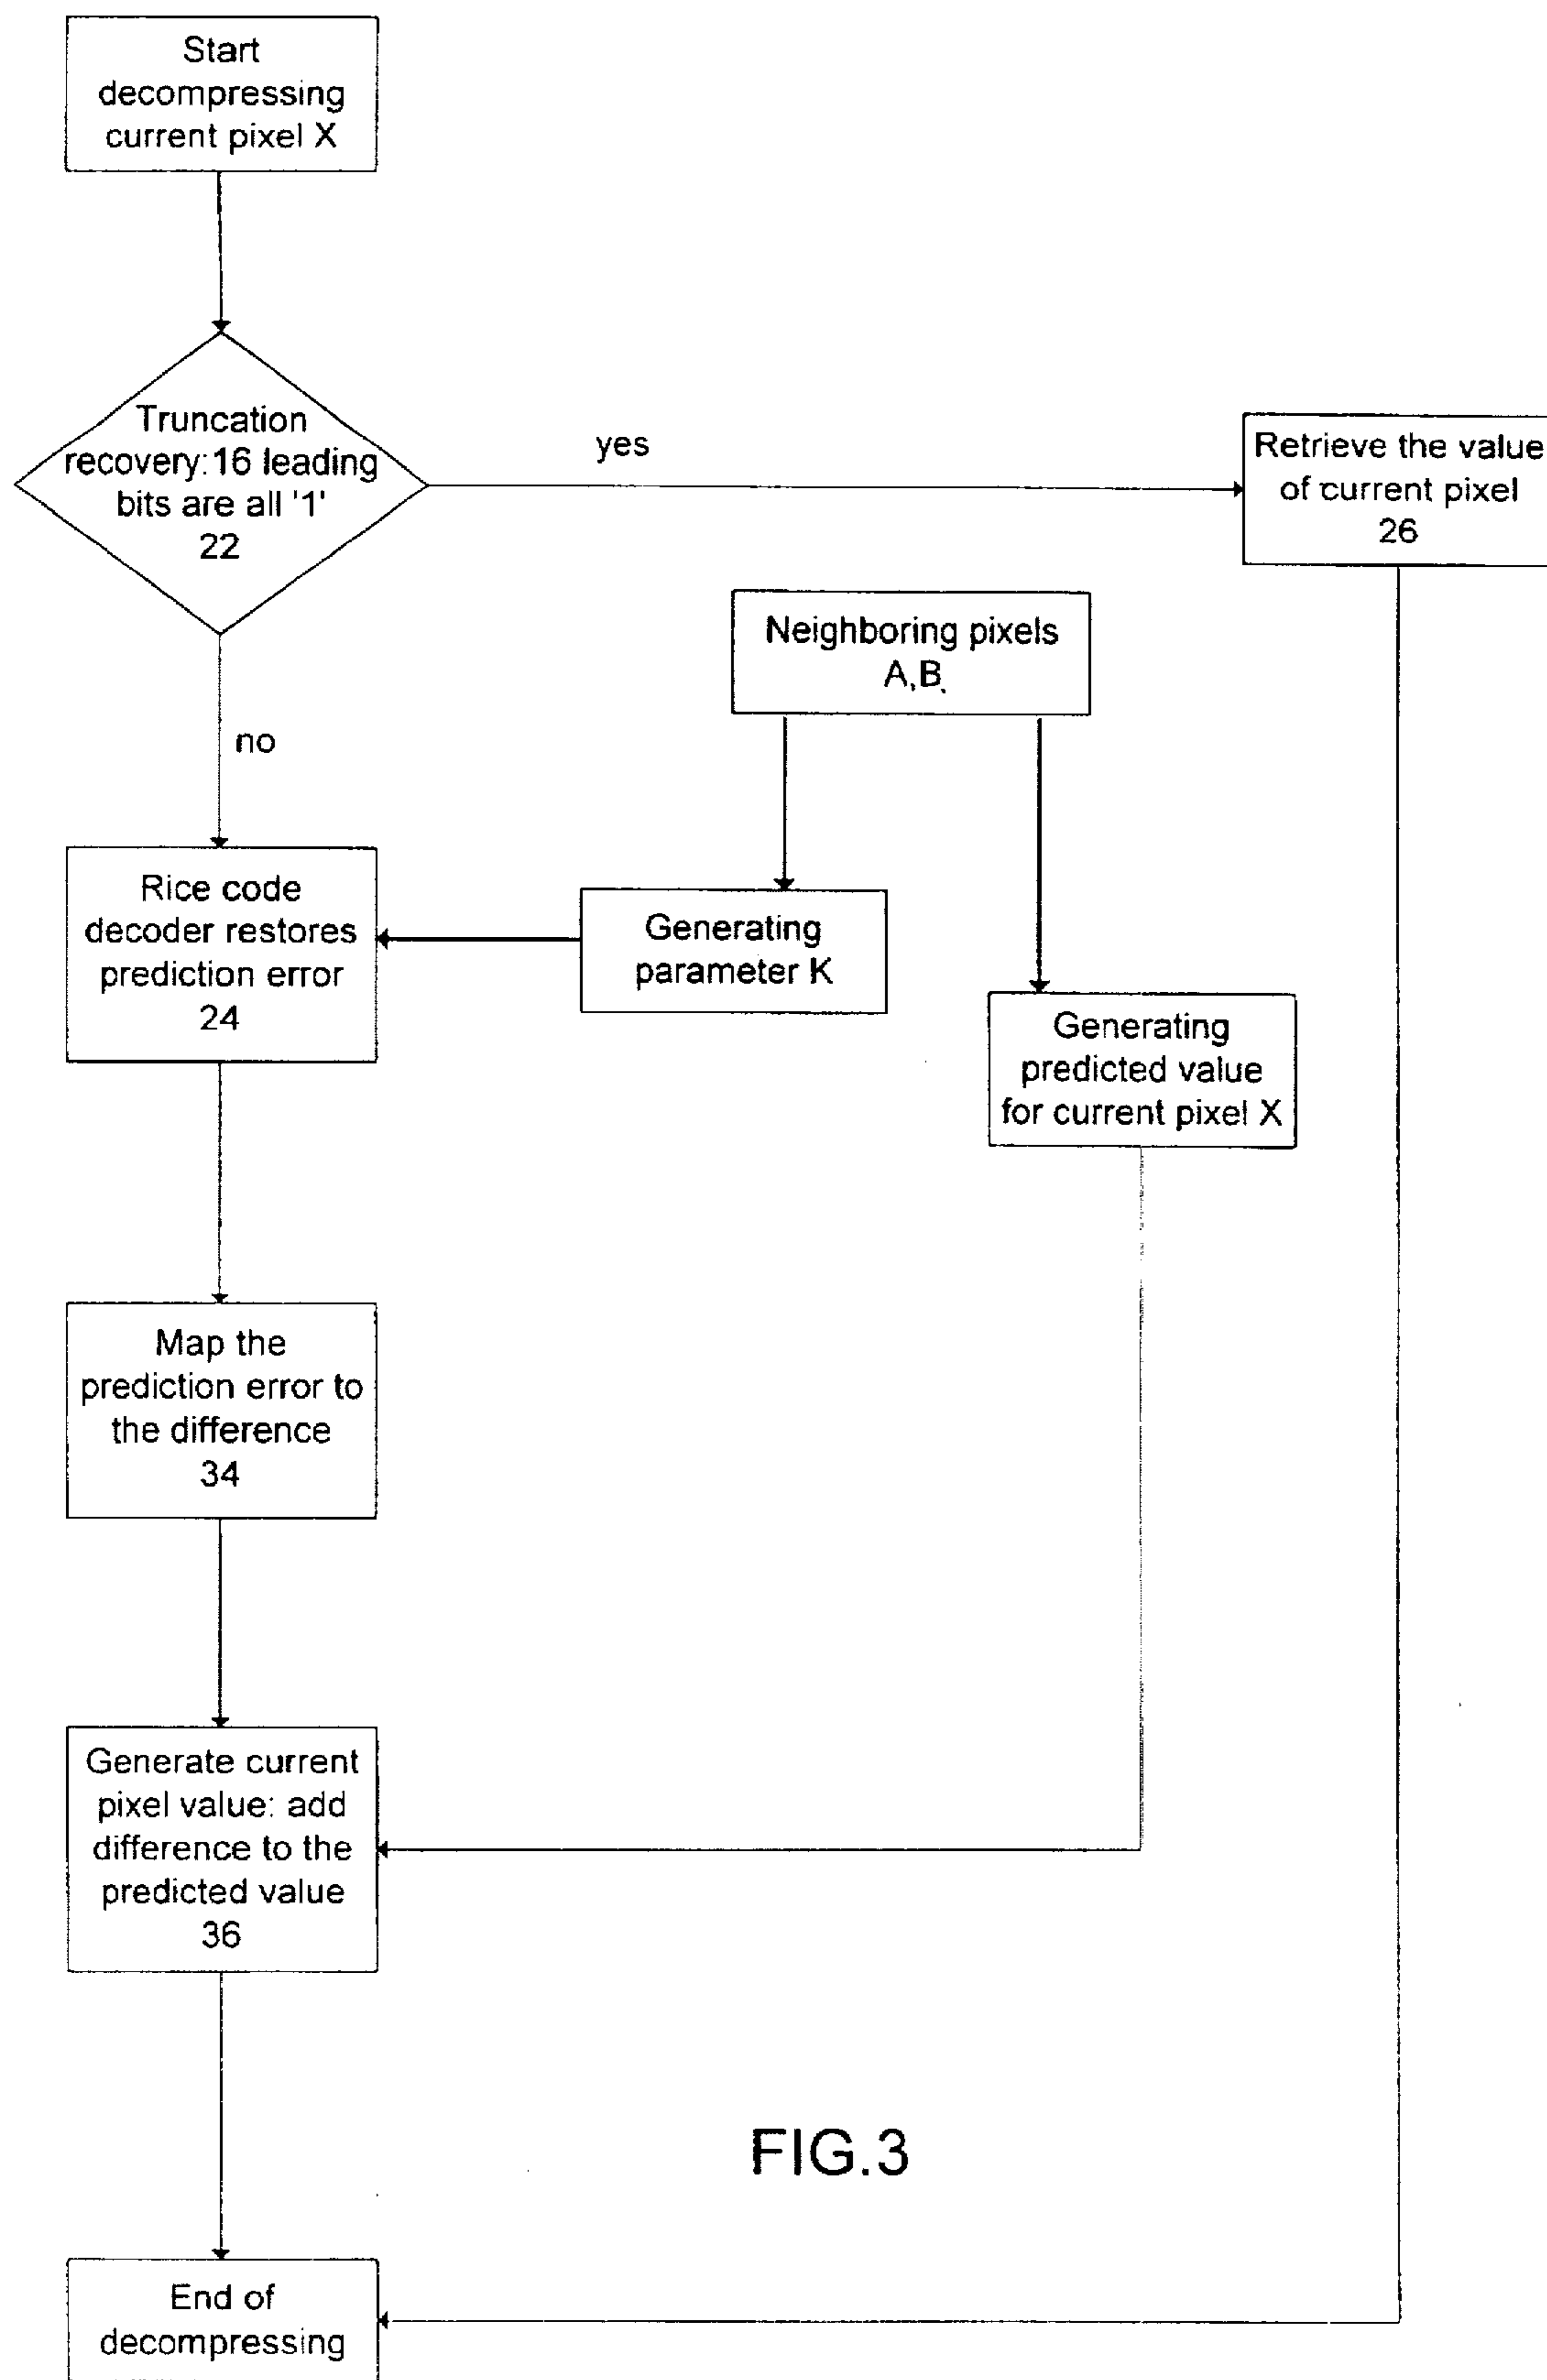 Start
decompressing
current pixel X
Truncation
recovery:16 leading
bits are all '1'
22
yes
Retrieve the value
of current pixel
26
Neighboring pixels
A,B
no
Rice code
decoder restores
prediction error
24
Generating
parameter K
Generating
predicted value
for current pixel X
Map the
prediction error to
the difference
34
Generate current
pixel value: add
difference to the
predicted value
36
FIG.3
End of
decompressing